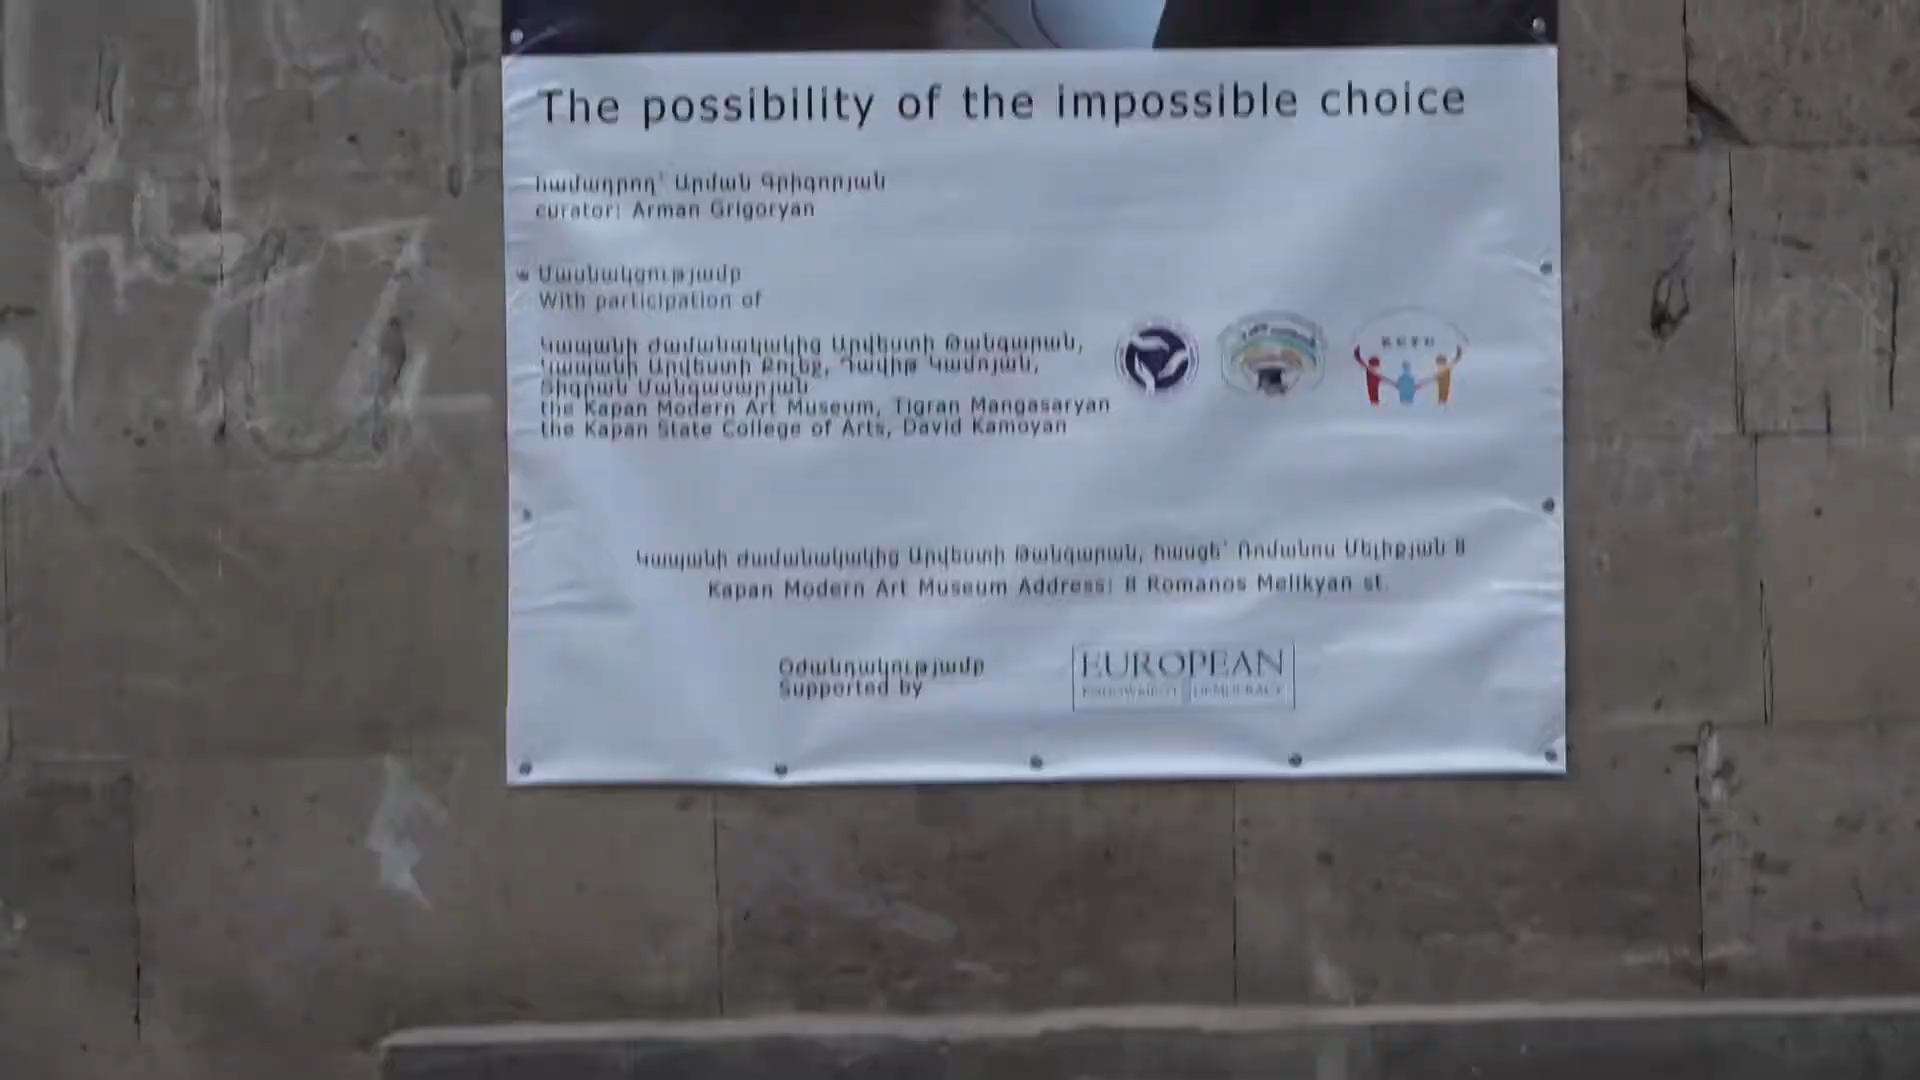 The possibility of the impossible choice
համադրող՝ Արման Գրիգորյան
curator: Arman Grigoryan
Մասնակցությամբ
With participation of
Կապանի ժամանակակից Արվեստի Թանգարան,
Կապանի Արվեստի Քոլեջ, Դավիթ Կամոյան,
Տիգրան Մանգասարյան
the Kapan Modern Art Museum, Tigran Mangasaryan
the Kapan State College of Arts, David Kamoyan
Կապանի ժամանակակից Արվեստի Թանգարան, հասցե՝ Ռոմանոս Մելիքյան 8
Kapan Modern Art Museum Address: 8 Romanos Melikyan st.
Օժանդակությամբ
Supported by
EUROPEAN
ENDOWMENT DEMOCRACY